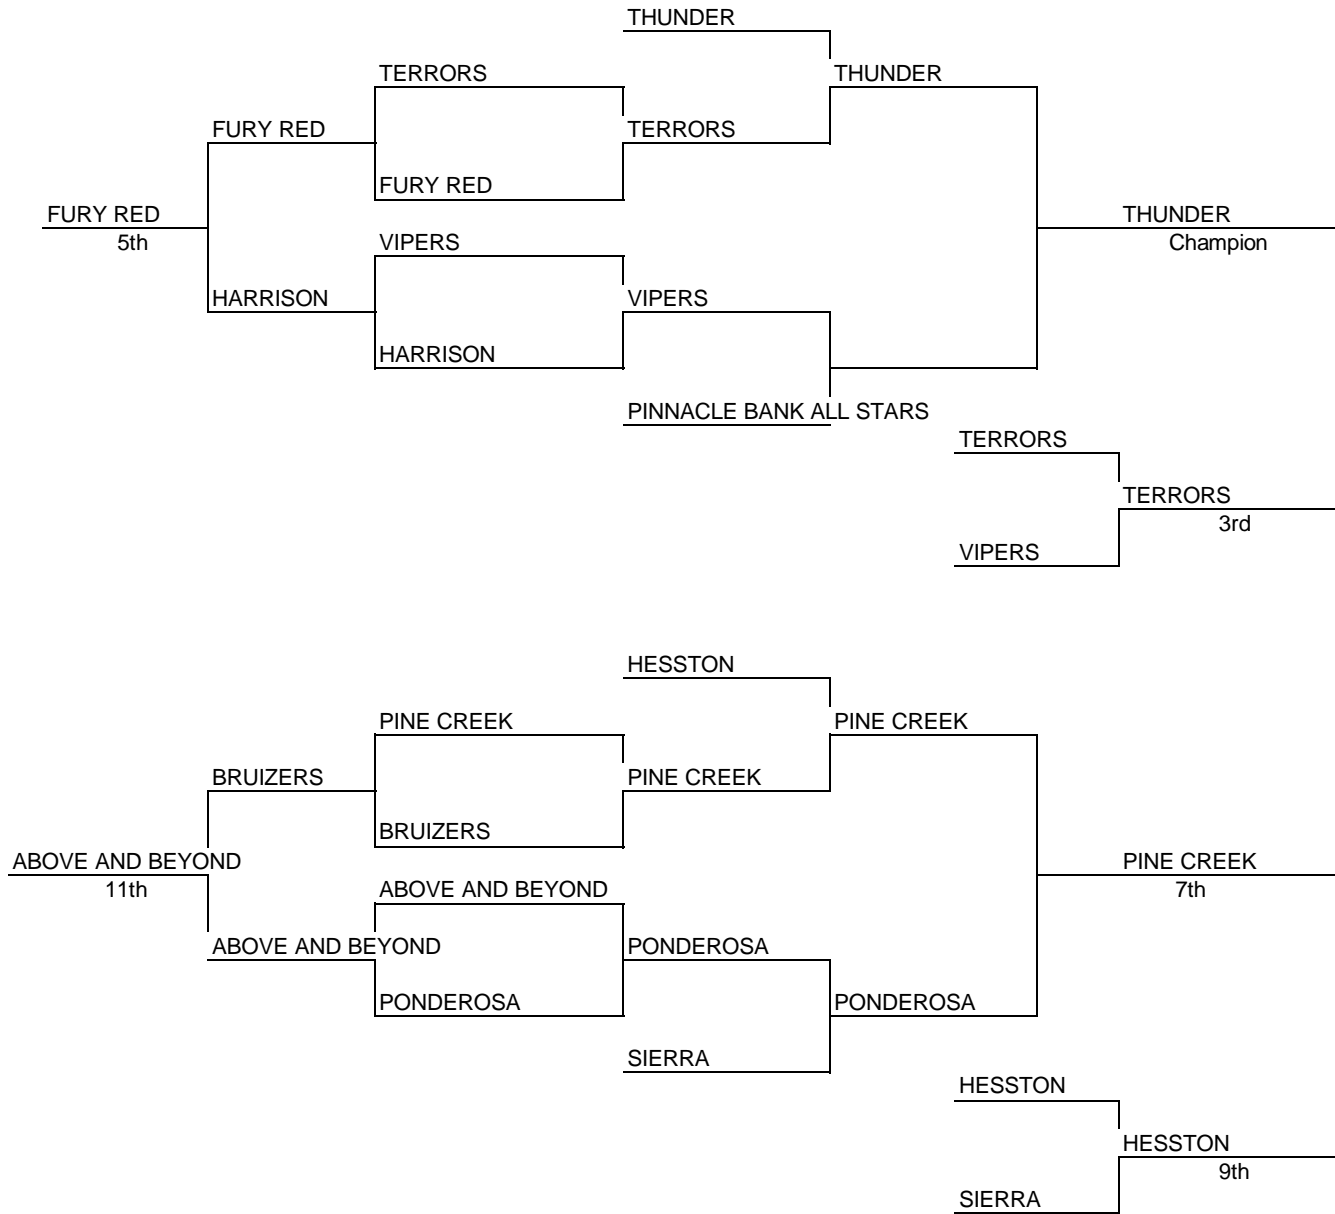 THUNDER
TERRORS
THUNDER
FURY RED
TERRORS
FURY RED
FURY RED
THUNDER
5th
Champion
VIPERS
HARRISON
VIPERS
HARRISON
PINNACLE BANK ALL STARS
TERRORS
TERRORS
3rd
VIPERS
HESSTON
PINE CREEK
PINE CREEK
BRUIZERS
PINE CREEK
BRUIZERS
ABOVE AND BEYOND
PINE CREEK
11th
7th
ABOVE AND BEYOND
ABOVE AND BEYOND
PONDEROSA
PONDEROSA
PONDEROSA
SIERRA
HESSTON
HESSTON
9th
SIERRA